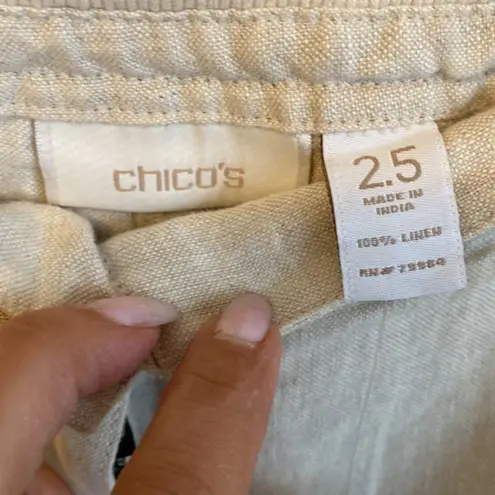 chico's
2.5
MADE IN
INDIA
100% LINEN
RN# 79984